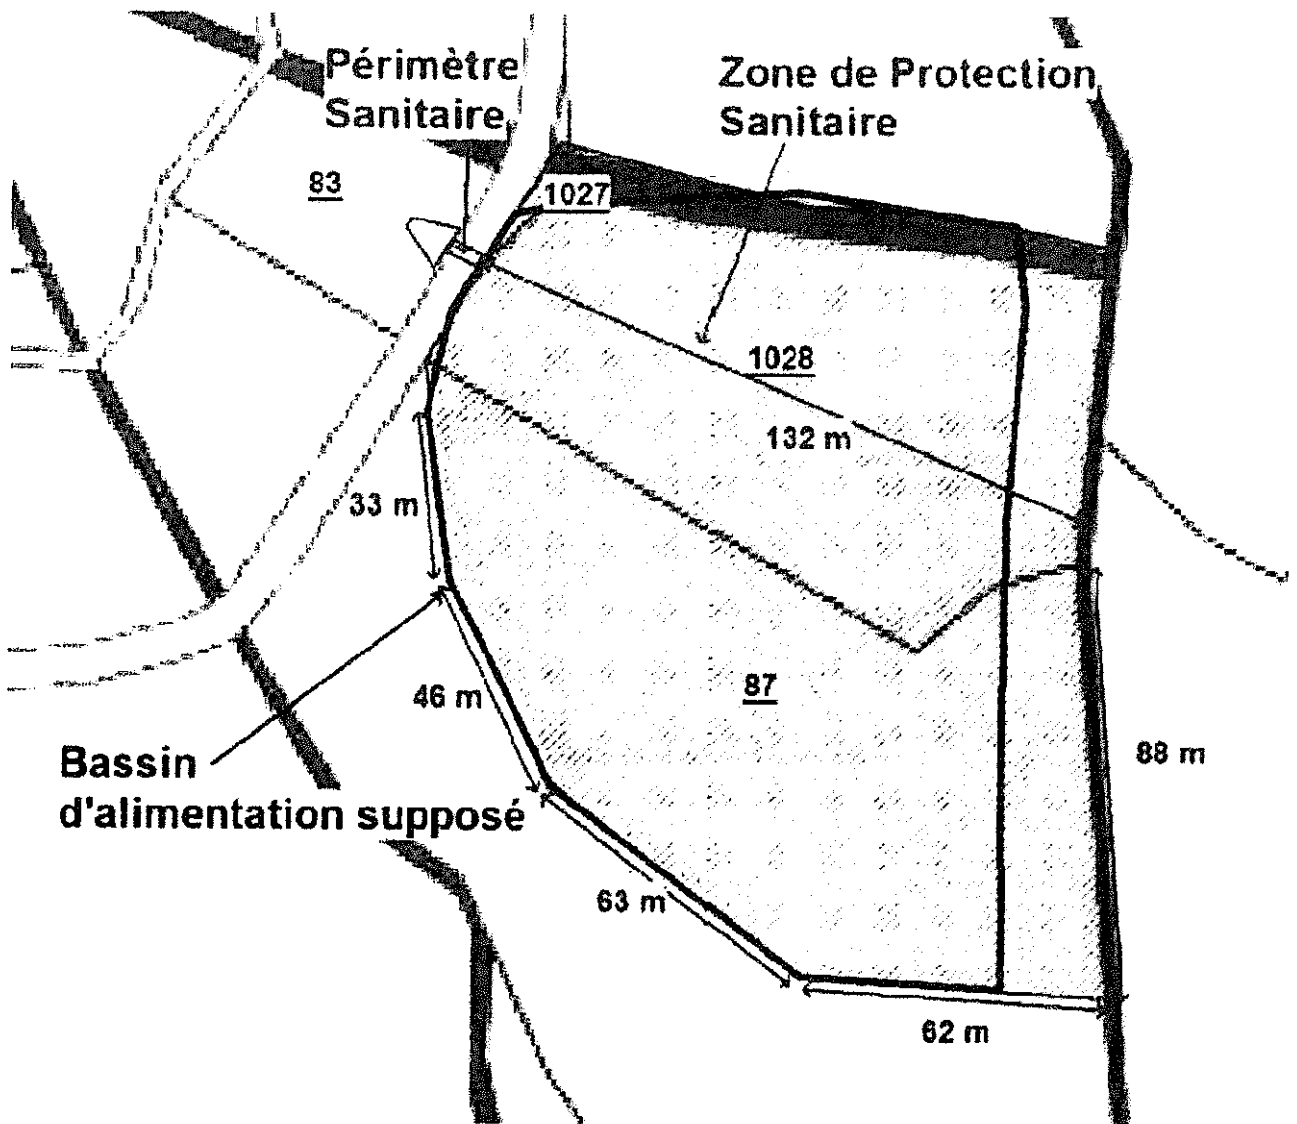 Périmètre
Sanitaire
Zone de Protection
Sanitaire
83
1027
1028
132 m
33 m
46 m
87
88 m
Bassin
d'alimentation supposé
63 m
62 m